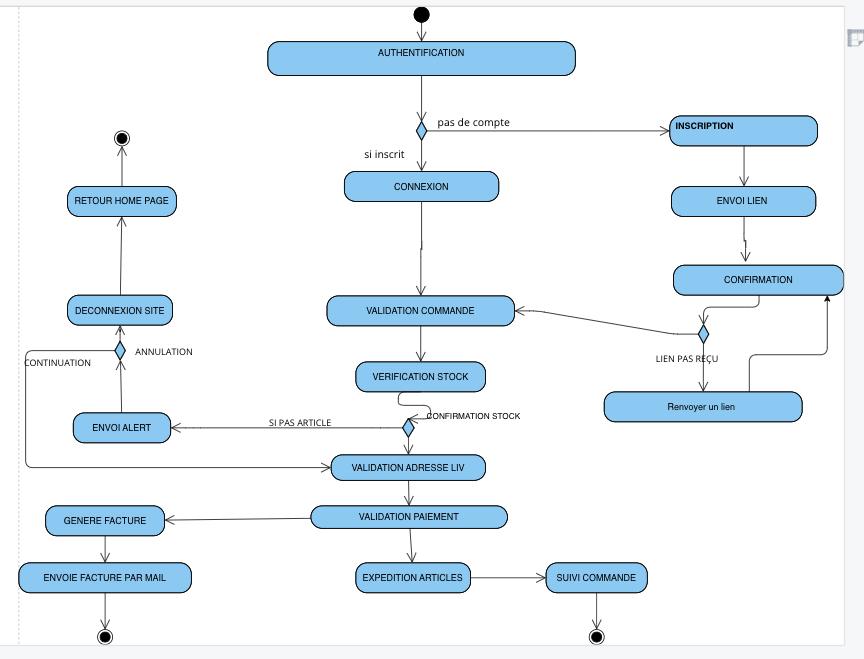 AUTHENTIFICATION
pas de compte
INSCRIPTION
si inscrit
CONNEXION
RETOUR HOME PAGE
ENVOI LIEN
CONFIRMATION
DECONNEXION SITE
VALIDATION COMMANDE
ANNULATION
CONTINUATION
LIEN PAS REÇU
VERIFICATION STOCK
Renvoyer un lien
CONFIRMATION STOCK
SI PAS ARTICLE
ENVOI ALERT
VALIDATION ADRESSE LIV
GENERE FACTURE
VALIDATION PAIEMENT
ENVOIE FACTURE PAR MAIL
EXPEDITION ARTICLES
SUIVI COMMANDE